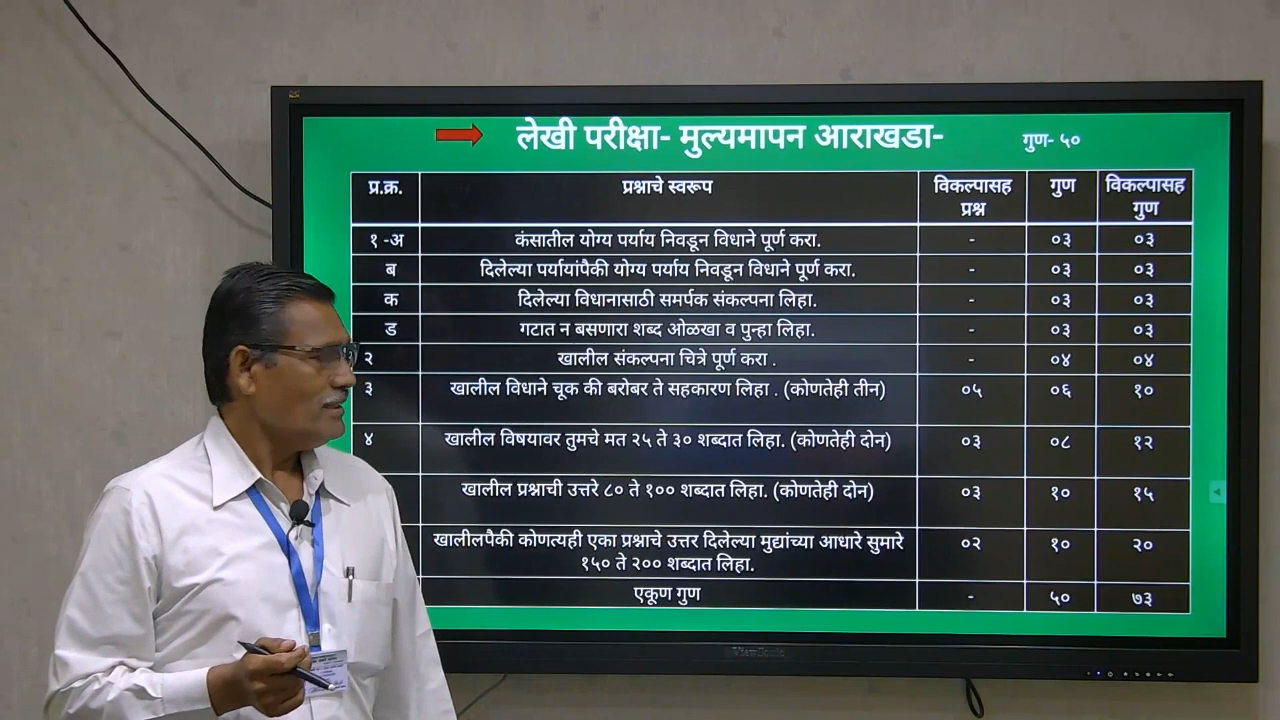 लेखी परीक्षा- मुल्यमापन आराखडा- गुण- ५०
प्र.क्र. प्रश्नाचे स्वरूप विकल्पासह प्रश्न गुण विकल्पासह गुण
१ -अ कंसातील योग्य पर्याय निवडून विधाने पूर्ण करा. - ०३ ०३
ब दिलेल्या पर्यायांपैकी योग्य पर्याय निवडून विधाने पूर्ण करा. - ०३ ०३
क दिलेल्या विधानासाठी समर्पक संकल्पना लिहा. - ०३ ०३
ड गटात न बसणारा शब्द ओळखा व पुन्हा लिहा. - ०३ ०३
२ खालील संकल्पना चित्रे पूर्ण करा . - ०४ ०४
३ खालील विधाने चूक की बरोबर ते सहकारण लिहा . (कोणतेही तीन) ०५ ०६ १०
४ खालील विषयावर तुमचे मत २५ ते ३० शब्दात लिहा. (कोणतेही दोन) ०३ ०८ १२
खालील प्रश्नाची उत्तरे ८० ते १०० शब्दात लिहा. (कोणतेही दोन) ०३ १० १५
खालीलपैकी कोणत्यही एका प्रश्नाचे उत्तर दिलेल्या मुद्यांच्या आधारे सुमारे
१५० ते २०० शब्दात लिहा. ०२ १० २०
एकूण गुण - ५० ७३
ViewSonic